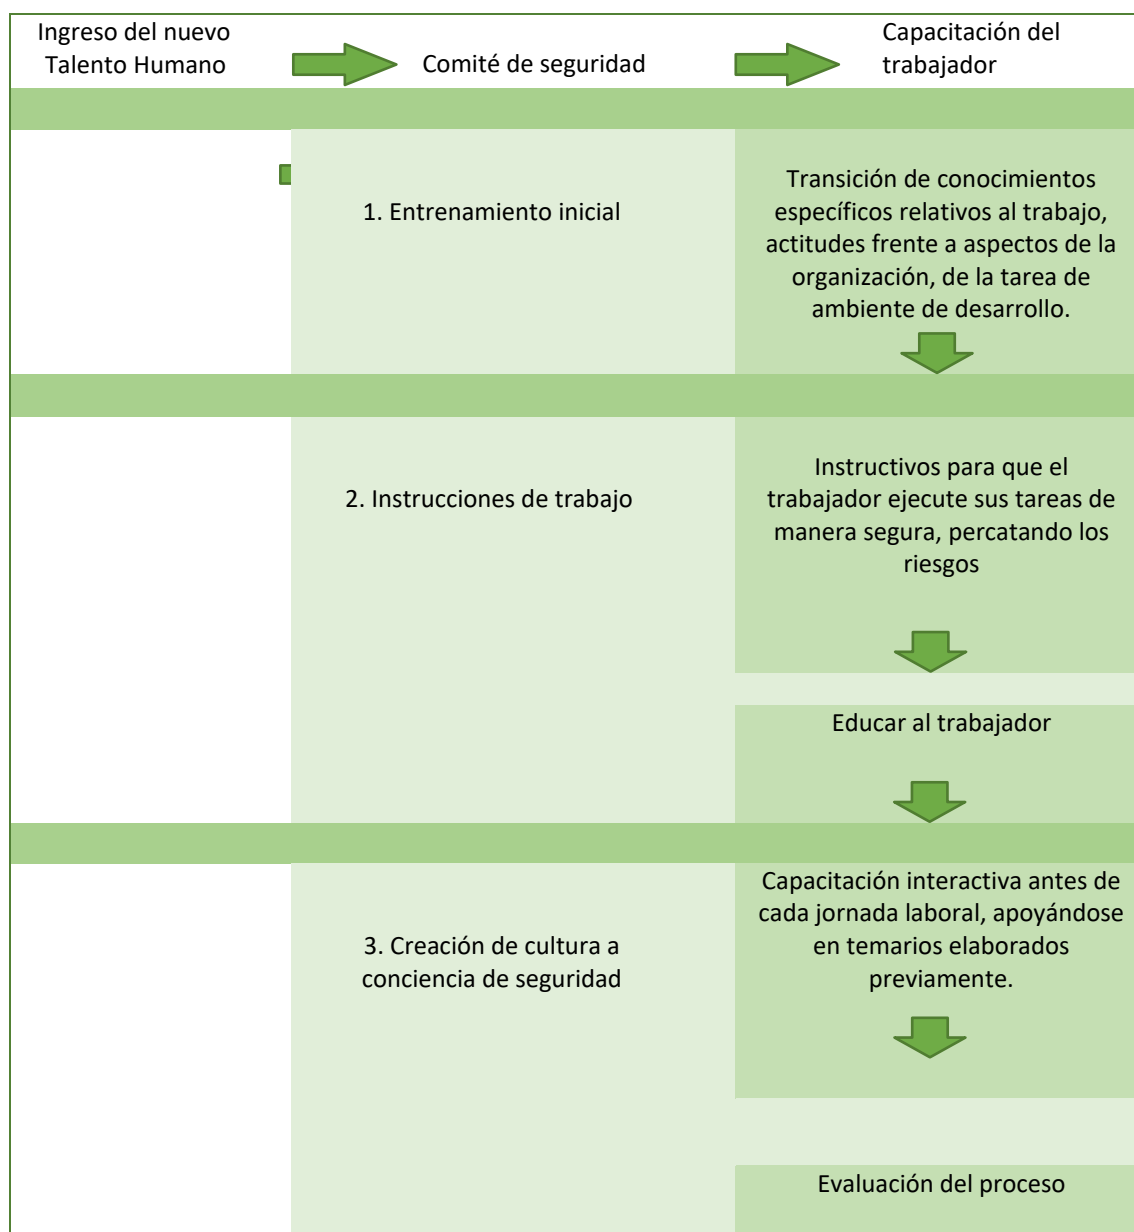 Ingreso del nuevo
Talento Humano
Comité de seguridad
Capacitación del
trabajador
1. Entrenamiento inicial
Transición de conocimientos
específicos relativos al trabajo,
actitudes frente a aspectos de la
organización, de la tarea de
ambiente de desarrollo.
2. Instrucciones de trabajo
Instructivos para que el
trabajador ejecute sus tareas de
manera segura, percatando los
riesgos
Educar al trabajador
3. Creación de cultura a
conciencia de seguridad
Capacitación interactiva antes de
cada jornada laboral, apoyándose
en temarios elaborados
previamente.
Evaluación del proceso